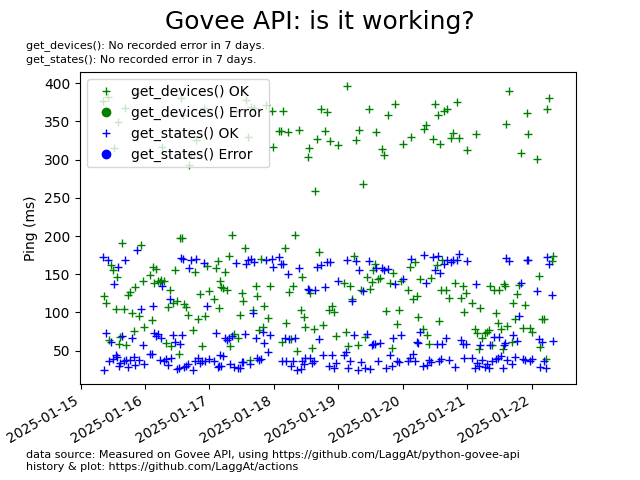 Govee API: is it working?
get_devices(): No recorded error in 7 days.
get_states(): No recorded error in 7 days.
get_devices() OK
get_devices() Error
get_states() OK
get_states() Error
Ping (ms)
400
350
300
250
200
150
100
50
2025-01-15
2025-01-16
2025-01-17
2025-01-18
2025-01-19
2025-01-20
2025-01-21
2025-01-22
data source: Measured on Govee API, using https://github.com/LaggAt/python-govee-api
history & plot: https://github.com/LaggAt/actions